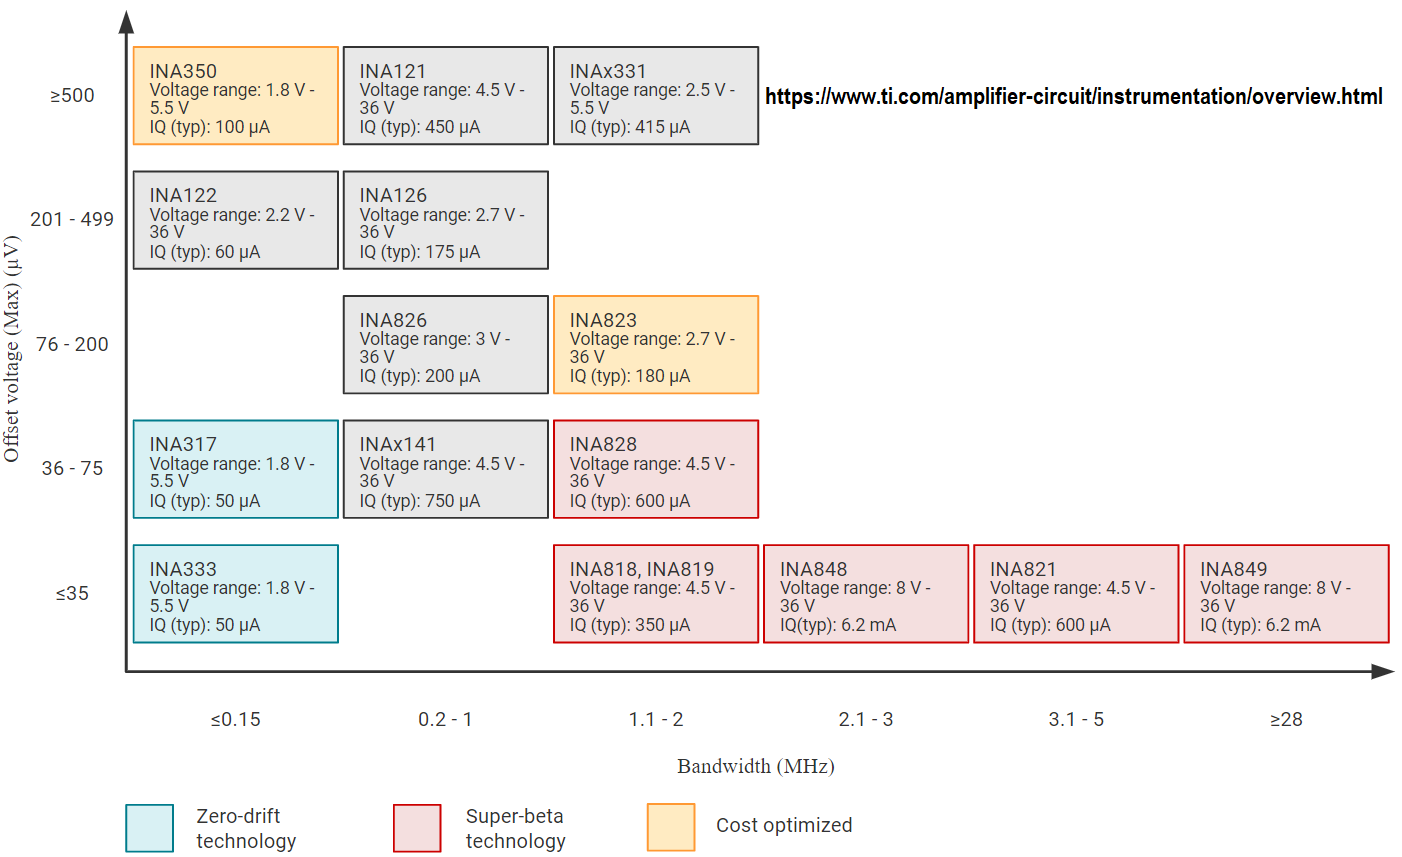 INA350
Voltage range: 1.8 V -
5.5 V
IQ (typ): 100 µA
INA121
Voltage range: 4.5 V -
36 V
IQ (typ): 450 µA
INAx331
Voltage range: 2.5 V -
5.5 V
IQ (typ): 415 µA
https://www.ti.com/amplifier-circuit/instrumentation/overview.html
≥500
INA122
Voltage range: 2.2 V -
36 V
IQ (typ): 60 µA
INA126
Voltage range: 2.7 V -
36 V
IQ (typ): 175 µA
201 - 499
INA826
Voltage range: 3 V -
36 V
IQ (typ): 200 µA
INA823
Voltage range: 2.7 V -
36 V
IQ (typ): 180 µA
76 - 200
Offset voltage (Max) (µV)
INA317
Voltage range: 1.8 V -
5.5 V
IQ (typ): 50 µA
INAx141
Voltage range: 4.5 V -
36 V
IQ (typ): 750 µA
INA828
Voltage range: 4.5 V -
36 V
IQ (typ): 600 µA
36 - 75
INA333
Voltage range: 1.8 V -
5.5 V
IQ (typ): 50 µA
INA818, INA819
Voltage range: 4.5 V -
36 V
IQ (typ): 350 µA
INA848
Voltage range: 8 V -
36 V
IQ(typ): 6.2 mA
INA821
Voltage range: 4.5 V -
36 V
IQ (typ): 600 µA
INA849
Voltage range: 8 V -
36 V
IQ (typ): 6.2 mA
≤35
≤0.15
0.2 - 1
1.1 - 2
2.1 - 3
3.1 - 5
≥28
Bandwidth (MHz)
Zero-drift
technology
Super-beta
technology
Cost optimized